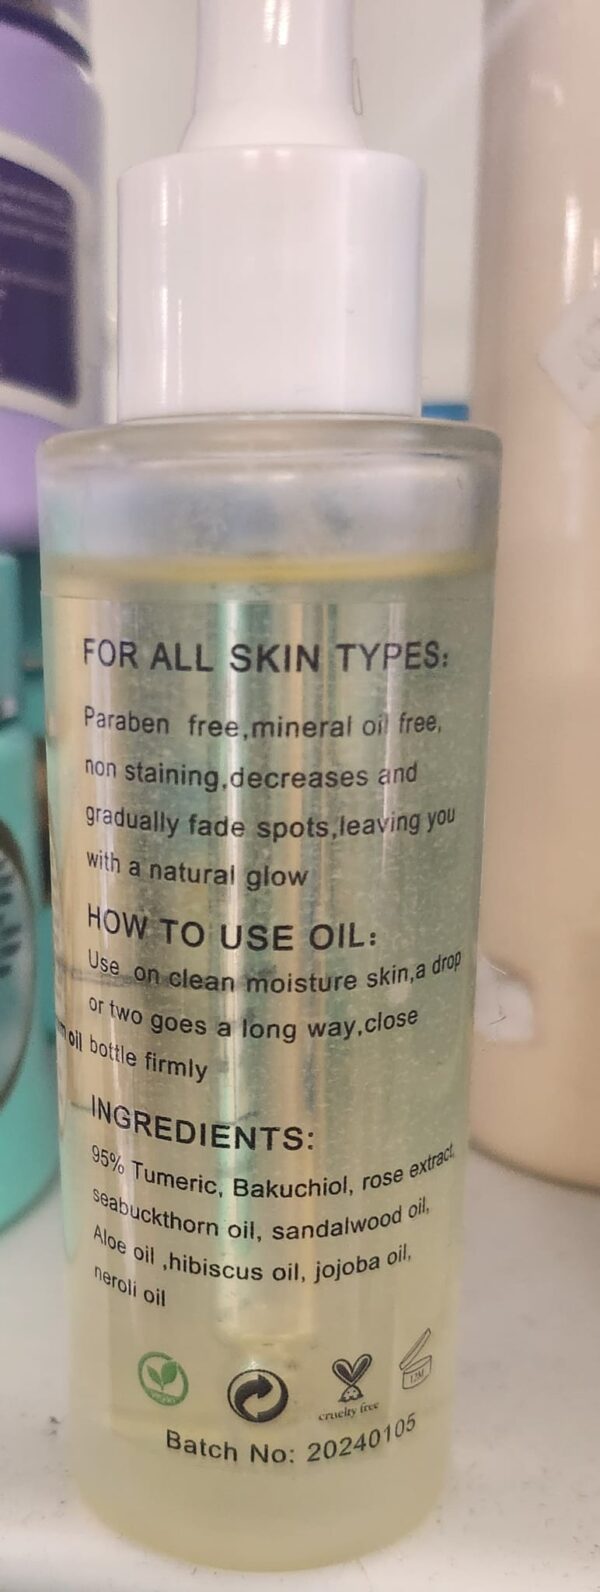 FOR ALL SKIN TYPES:
Paraben free,mineral oil free,
non staining,decreases and
gradually fade spots,leaving you
with a natural glow
HOW TO USE OIL:
Use on clean moisture skin,a drop
or two goes a long way,close
oil bottle firmly
INGREDIENTS:
95% Tumeric, Bakuchiol, rose extract,
seabuckthorn oil, sandalwood oil,
Aloe oil ,hibiscus oil, jojoba oil,
neroli oil
vegan
cruelty free
12M
Batch No: 20240105